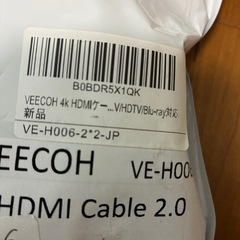 B0BDR5X1QK
VEECOH 4k HDMIケー...V/HDTV/Blu-ray対応
新品
VE-H006-2*2-JP
EECOH VE-H00
HDMI Cable 2.0